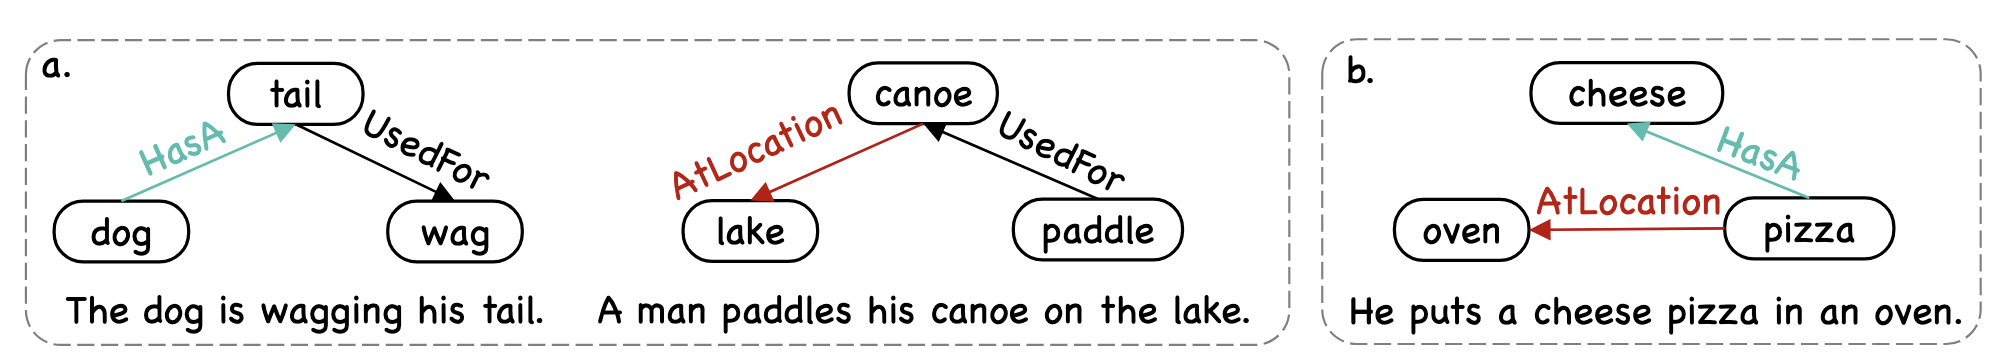 a.
tail
HasA
UsedFor
dog
wag
The dog is wagging his tail.
canoe
AtLocation
UsedFor
lake
paddle
A man paddles his canoe on the lake.
b.
cheese
HasA
AtLocation
oven
pizza
He puts a cheese pizza in an oven.